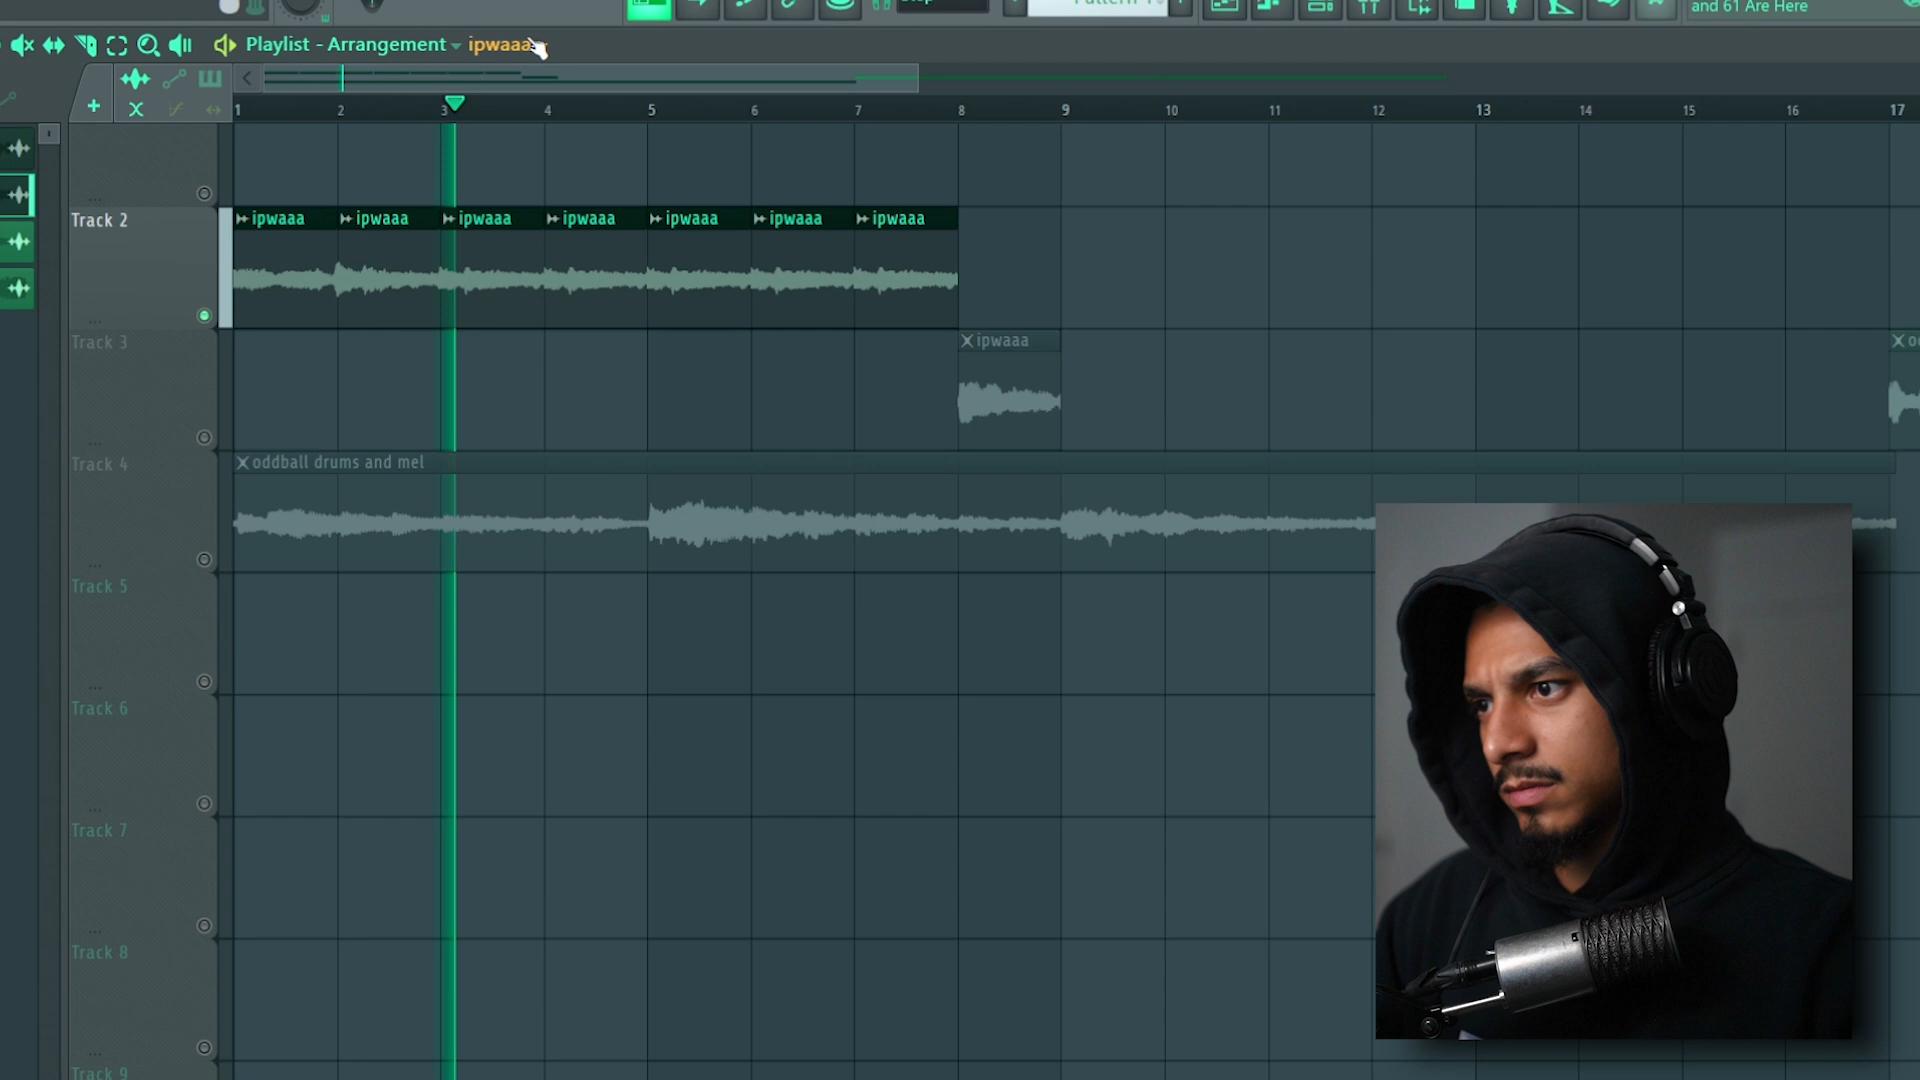 and 61 Are Here
Playlist - Arrangement ipwaaa
1 2 3 4 5 6 7 8 9 10 11 12 13 14 15 16 17
Track 2
ipwaaa ipwaaa ipwaaa ipwaaa ipwaaa ipwaaa ipwaaa
Track 3
ipwaaa
Track 4
oddball drums and mel
Track 5
Track 6
Track 7
Track 8
Track 9